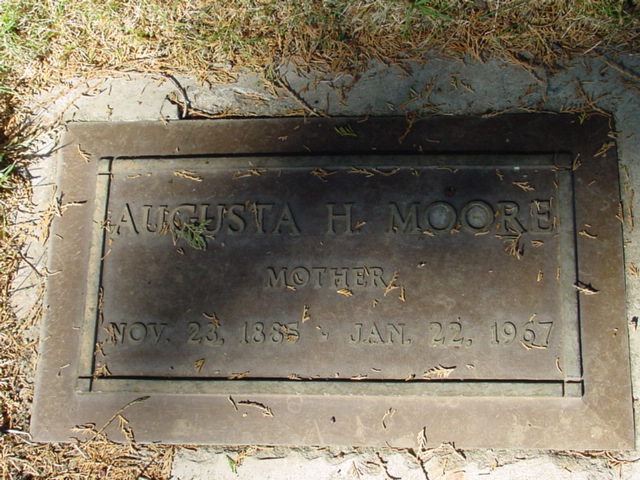 AUGUSTA H. MOORE
MOTHER
NOV. 23, 1885 - JAN. 22, 1967